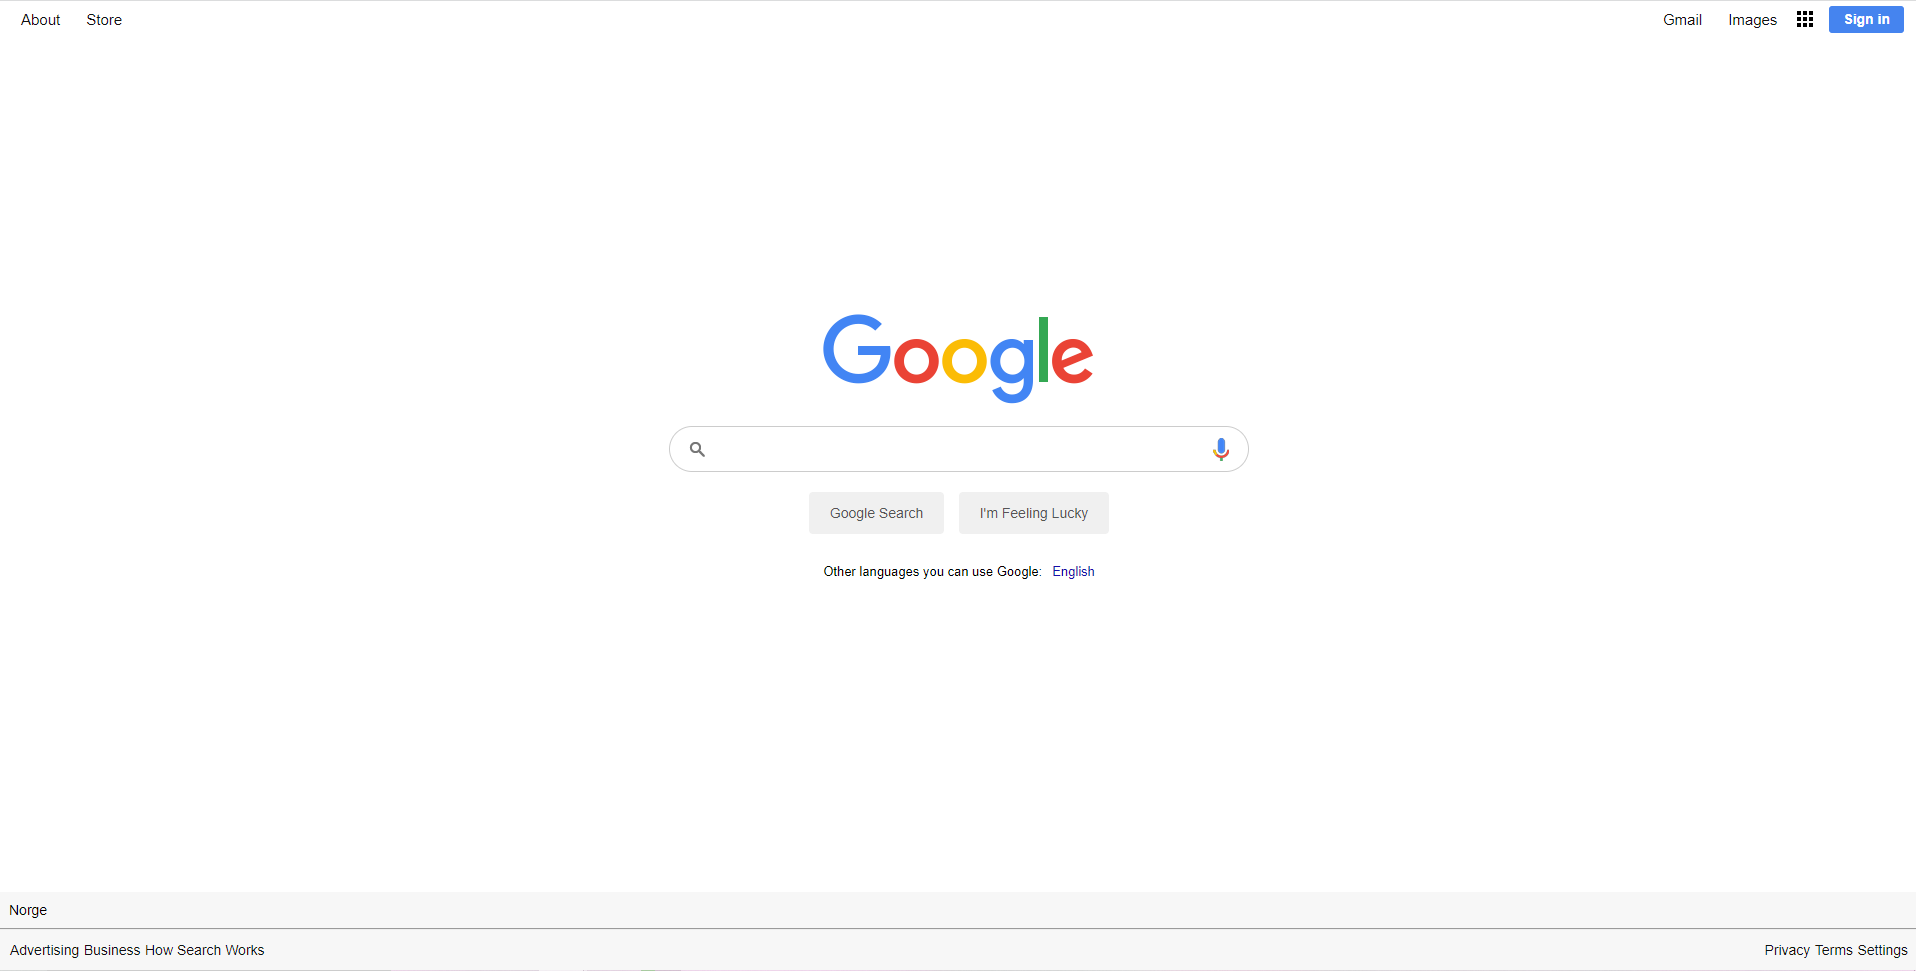 About Store Gmail Images Sign in
Google
Google Search I'm Feeling Lucky
Other languages you can use Google: English
Norge
Advertising Business How Search Works Privacy Terms Settings